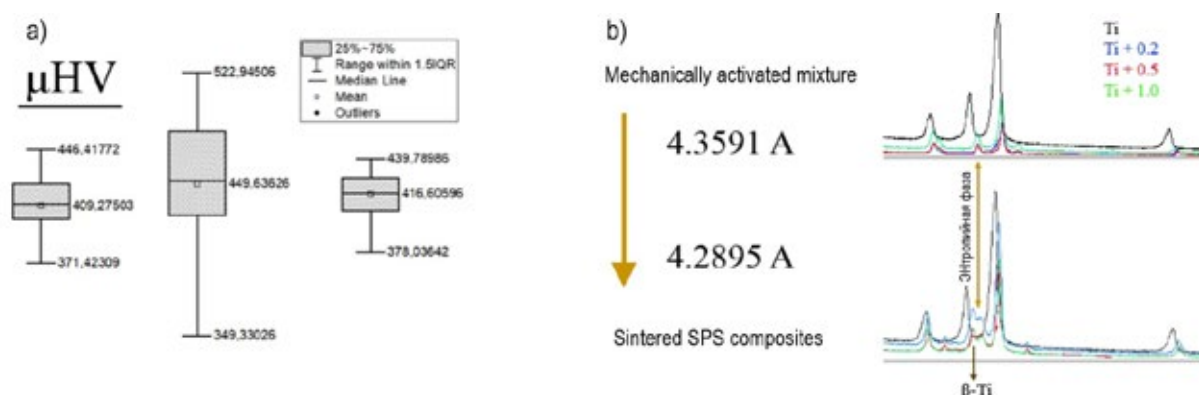 a)
μHV
446,41772
409,27503
371,42309
522,94506
449,63626
349,33026
25%~75%
Range within 1.5IQR
Median Line
Mean
Outliers
439,78986
416,60596
378,03642
b)
Mechanically activated mixture
4.3591 A
4.2895 A
Sintered SPS composites
Ti
Ti + 0.2
Ti + 0.5
Ti + 1.0
ЭНтропийная фаза
β-Ti